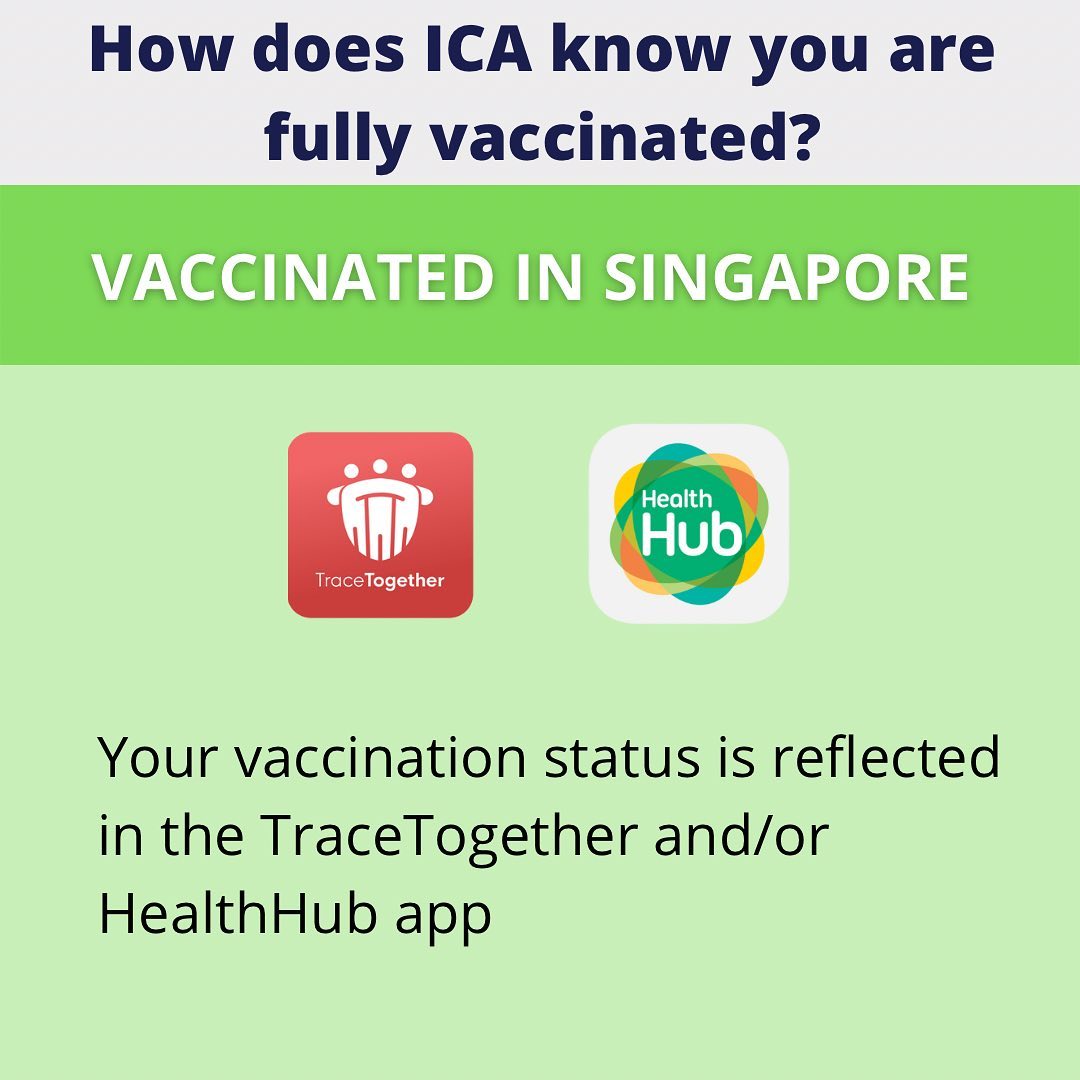 How does ICA know you are
fully vaccinated?
VACCINATED IN SINGAPORE
TraceTogether
Health
Hub
Your vaccination status is reflected
in the TraceTogether and/or
HealthHub app